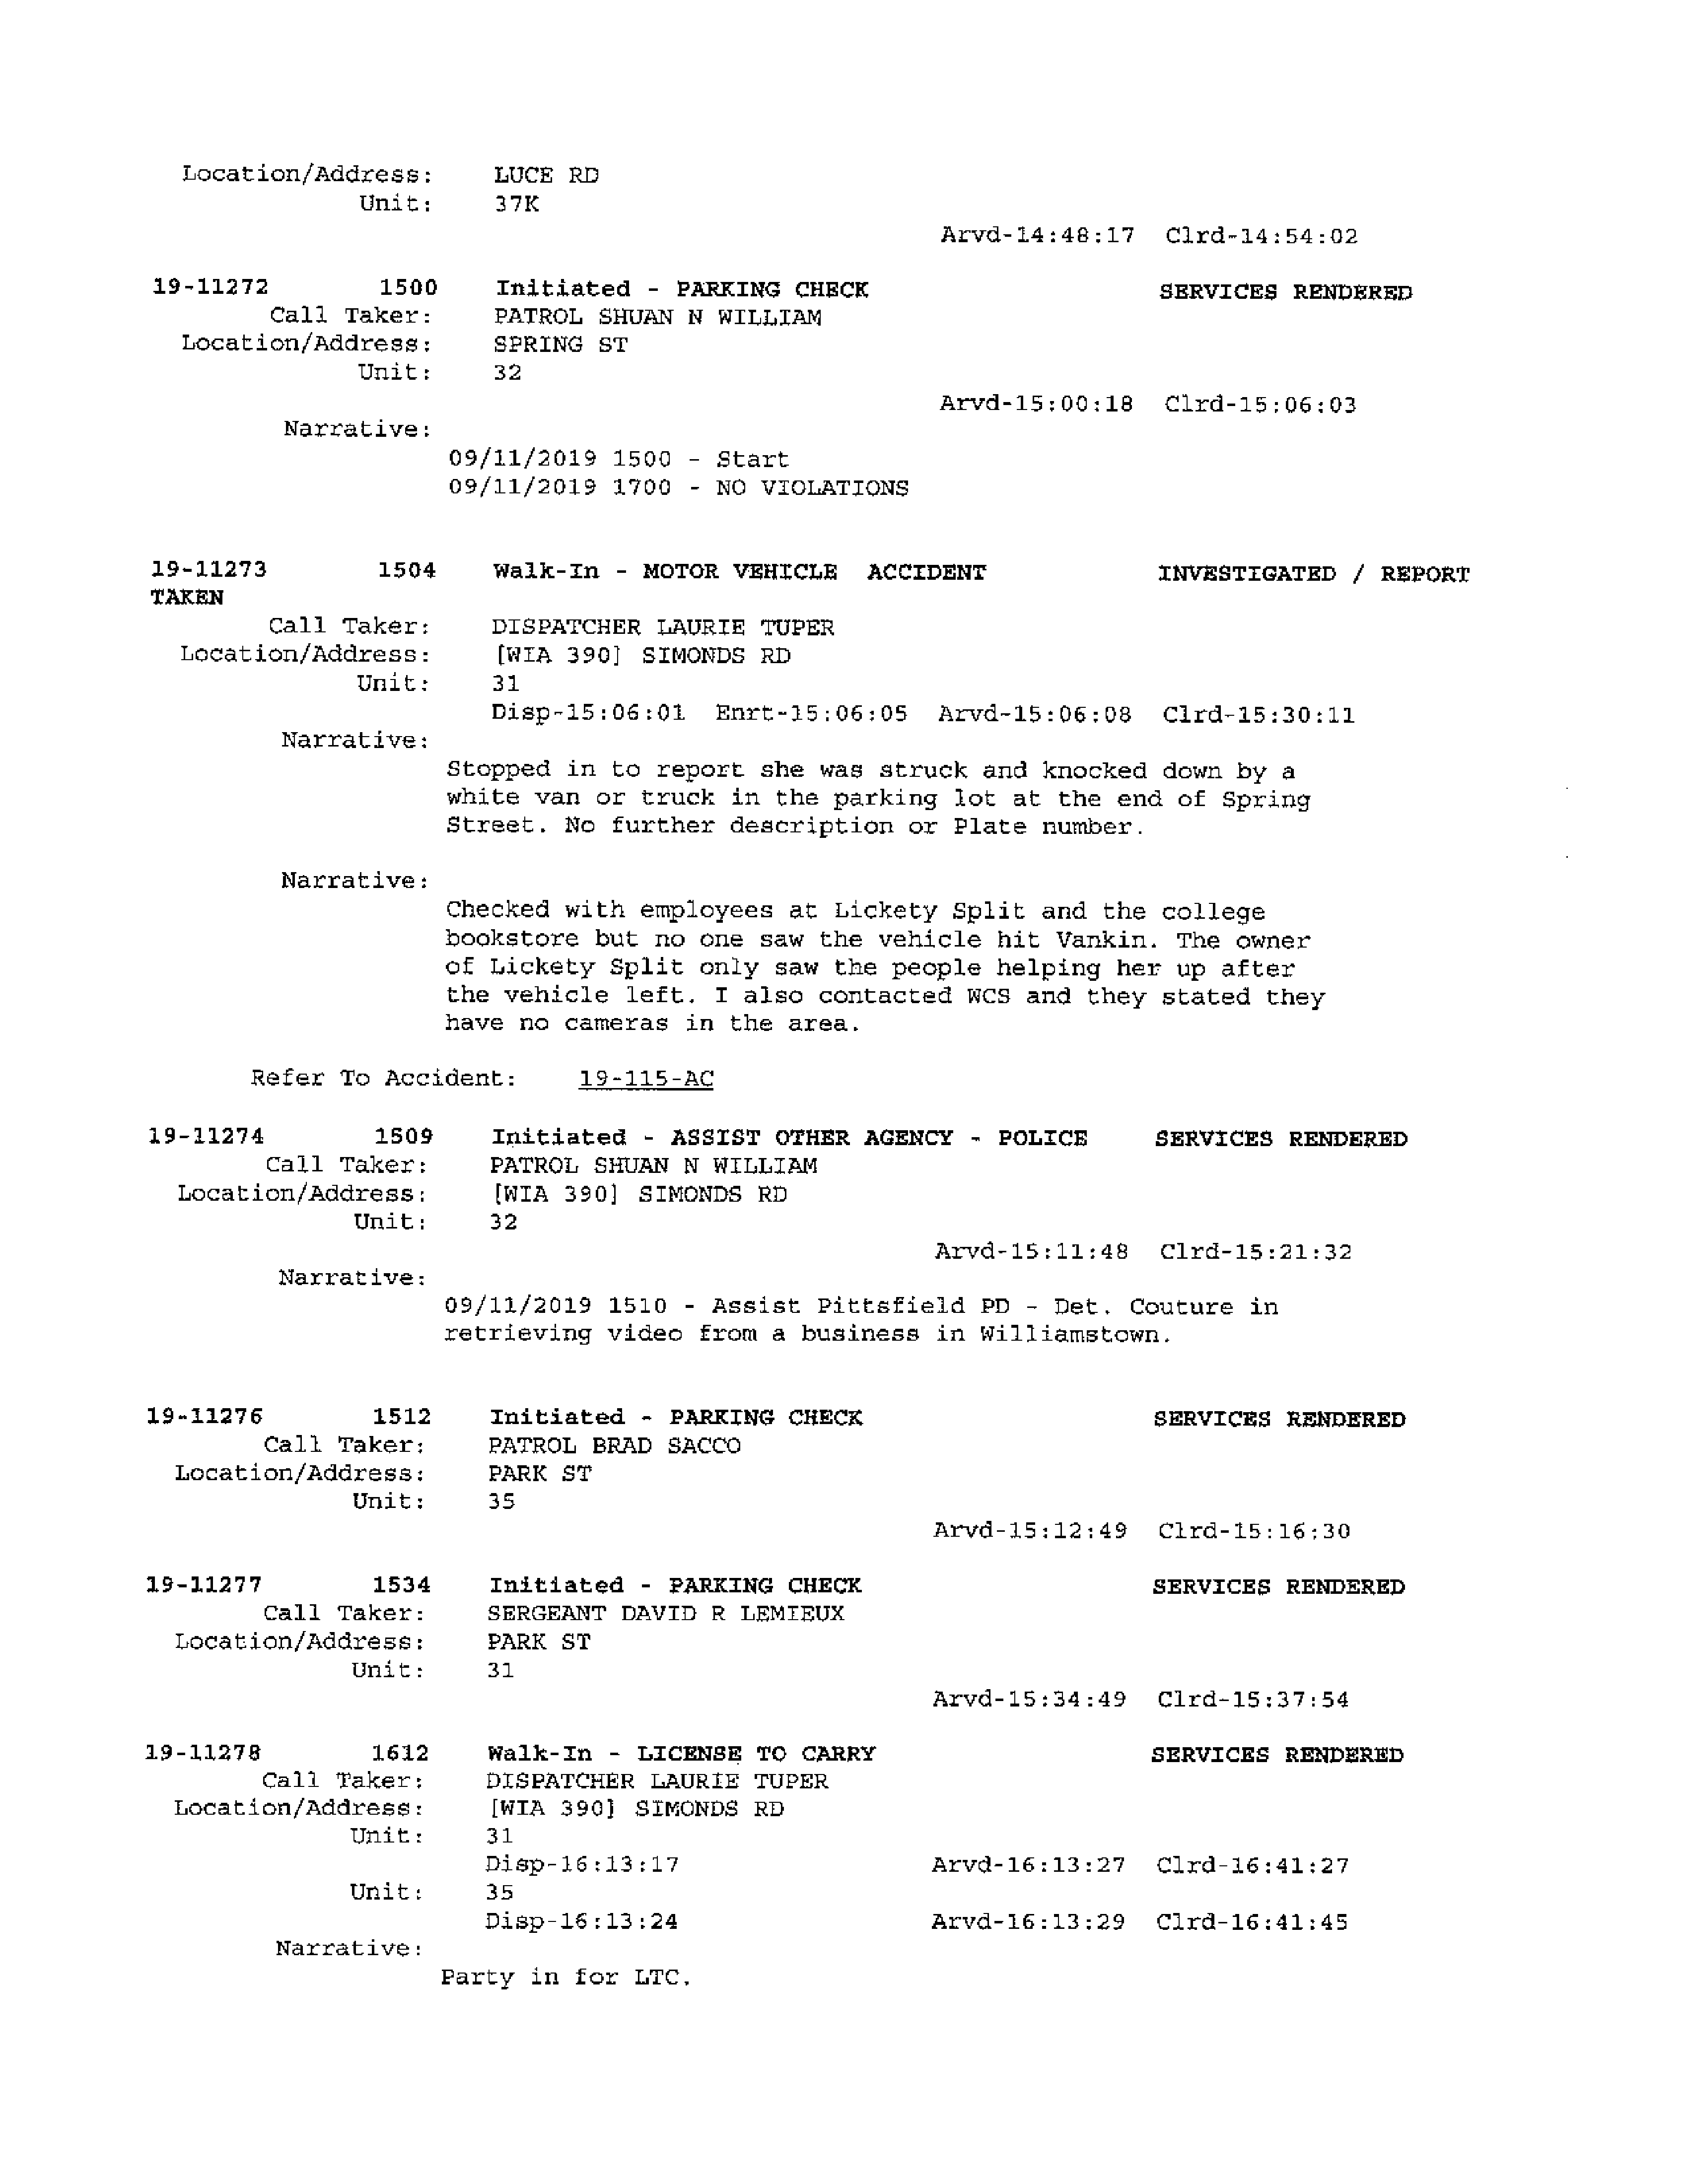 Location/Address: LUCE RD
Unit: 37K
Arvd-14:48:17 Clrd-14:54:02
19-11272 1500 Initiated - PARKING CHECK SERVICES RENDERED
Call Taker: PATROL SHUAN N WILLIAM
Location/Address: SPRING ST
Unit: 32
Arvd-15:00:18 Clrd-15:06:03
Narrative:
09/11/2019 1500 - Start
09/11/2019 1700 - NO VIOLATIONS
19-11273 1504 Walk-In - MOTOR VEHICLE ACCIDENT INVESTIGATED / REPORT
TAKEN
Call Taker: DISPATCHER LAURIE TUPER
Location/Address: [WIA 390] SIMONDS RD
Unit: 31
Disp-15:06:01 Enrt-15:06:05 Arvd-15:06:08 Clrd-15:30:11
Narrative:
Stopped in to report she was struck and knocked down by a
white van or truck in the parking lot at the end of Spring
Street. No further description or Plate number.
Narrative:
Checked with employees at Lickety Split and the college
bookstore but no one saw the vehicle hit Vankin. The owner
of Lickety Split only saw the people helping her up after
the vehicle left. I also contacted WCS and they stated they
have no cameras in the area.
Refer To Accident: 19-115-AC
19-11274 1509 Initiated - ASSIST OTHER AGENCY - POLICE SERVICES RENDERED
Call Taker: PATROL SHUAN N WILLIAM
Location/Address: [WIA 390] SIMONDS RD
Unit: 32
Arvd-15:11:48 Clrd-15:21:32
Narrative:
09/11/2019 1510 - Assist Pittsfield PD - Det. Couture in
retrieving video from a business in Williamstown.
19-11276 1512 Initiated - PARKING CHECK SERVICES RENDERED
Call Taker: PATROL BRAD SACCO
Location/Address: PARK ST
Unit: 35
Arvd-15:12:49 Clrd-15:16:30
19-11277 1534 Initiated - PARKING CHECK SERVICES RENDERED
Call Taker: SERGEANT DAVID R LEMIEUX
Location/Address: PARK ST
Unit: 31
Arvd-15:34:49 Clrd-15:37:54
19-11278 1612 Walk-In - LICENSE TO CARRY SERVICES RENDERED
Call Taker: DISPATCHER LAURIE TUPER
Location/Address: [WIA 390] SIMONDS RD
Unit: 31
Disp-16:13:17 Arvd-16:13:27 Clrd-16:41:27
Unit: 35
Disp-16:13:24 Arvd-16:13:29 Clrd-16:41:45
Narrative:
Party in for LTC.